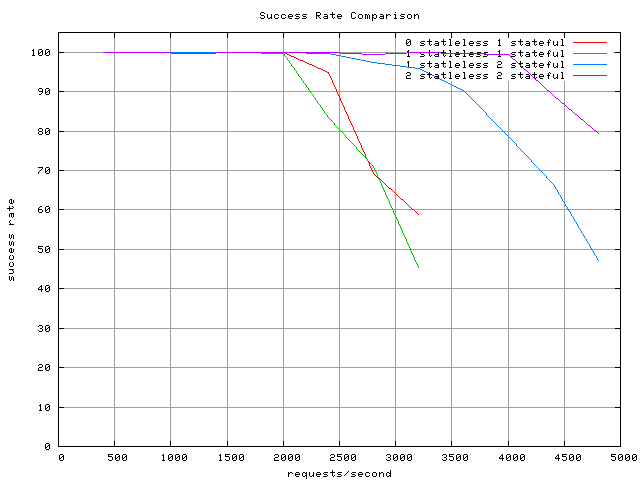 Success Rate Comparison
0 statleless 1 stateful
1 statleless 1 stateful
1 statleless 2 stateful
2 statleless 2 stateful
success rate
100
90
80
70
60
50
40
30
20
10
0
0 500 1000 1500 2000 2500 3000 3500 4000 4500 5000
requests/second